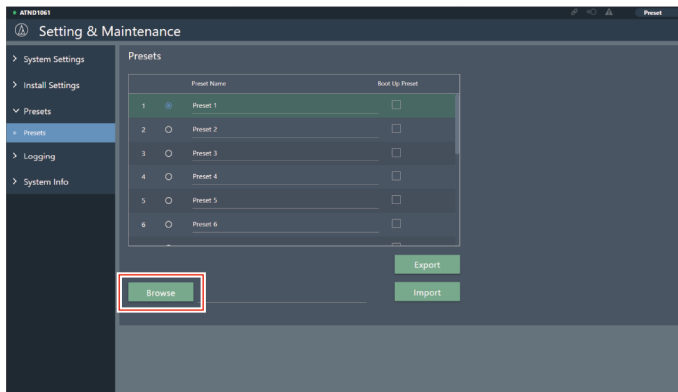 ATND1061
Preset
Setting & Maintenance
System Settings
Install Settings
Presets
Presets
Logging
System Info
Presets
Preset Name Boot Up Preset
1 Preset 1
2 Preset 2
3 Preset 3
4 Preset 4
5 Preset 5
6 Preset 6
Export
Browse
Import